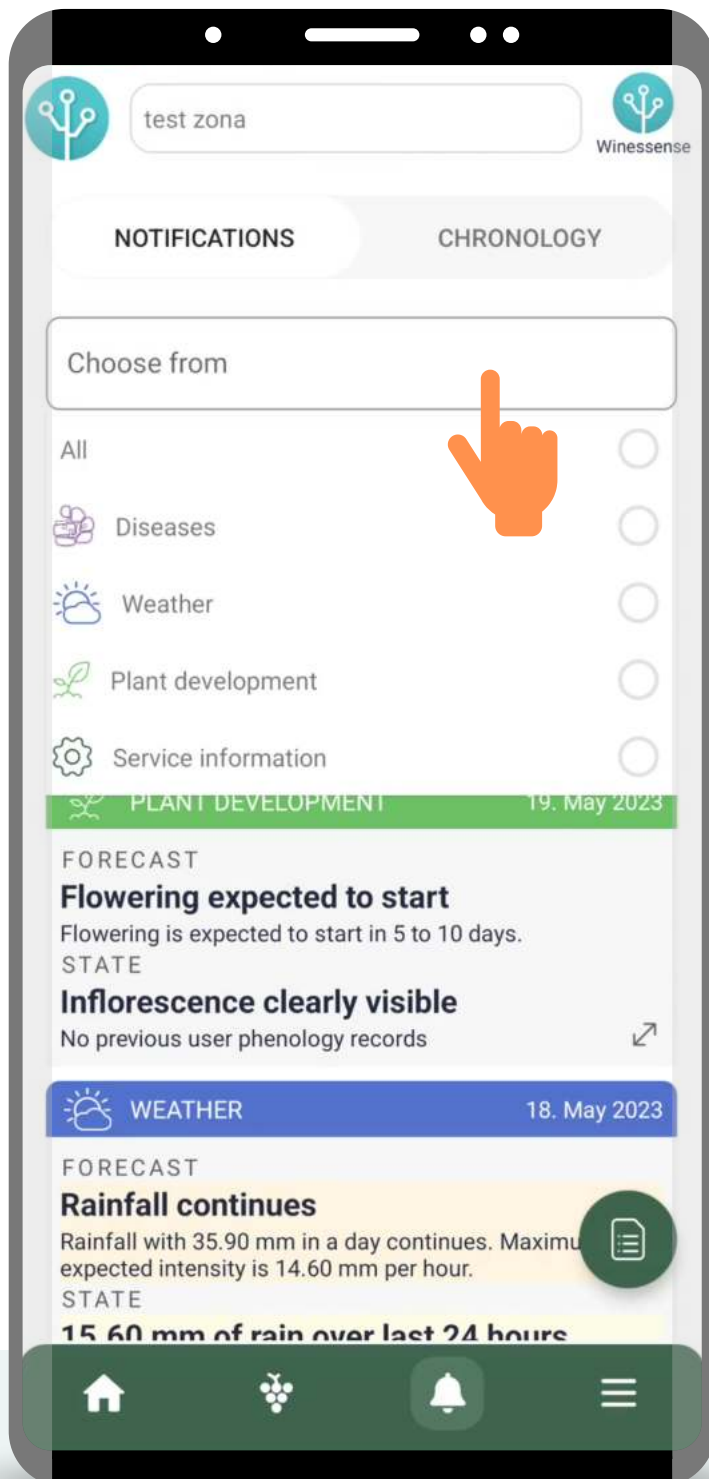 test zona
Winessense
NOTIFICATIONS
CHRONOLOGY
Choose from
All
Diseases
Weather
Plant development
Service information
PLANT DEVELOPMENT
19. May 2023
FORECAST
Flowering expected to start
Flowering is expected to start in 5 to 10 days.
STATE
Inflorescence clearly visible
No previous user phenology records
WEATHER
18. May 2023
FORECAST
Rainfall continues
Rainfall with 35.90 mm in a day continues. Maximu
expected intensity is 14.60 mm per hour.
STATE
15.60 mm of rain over last 24 hours